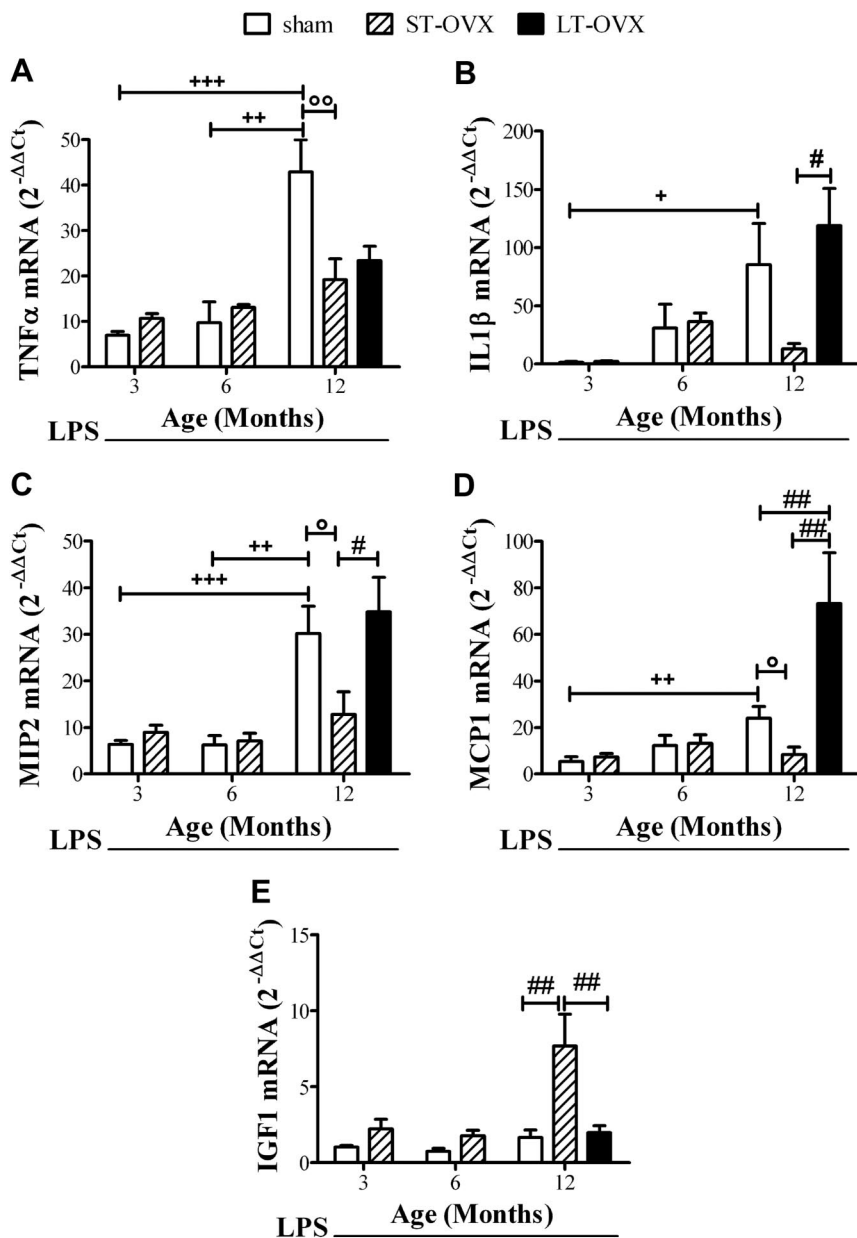 sham ST-OVX LT-OVX
A
TNFα mRNA (2^-ΔΔCt)
50
40
30
20
10
0
+++
++
°°
3 6 12
Age (Months)
LPS
B
IL1β mRNA (2^-ΔΔCt)
200
150
100
50
0
+
#
3 6 12
Age (Months)
LPS
C
MIP2 mRNA (2^-ΔΔCt)
50
40
30
20
10
0
°
++
#
+++
3 6 12
Age (Months)
LPS
D
MCP1 mRNA (2^-ΔΔCt)
100
80
60
40
20
0
##
##
°
++
3 6 12
Age (Months)
LPS
E
IGF1 mRNA (2^-ΔΔCt)
15
10
5
0
## ##
3 6 12
Age (Months)
LPS